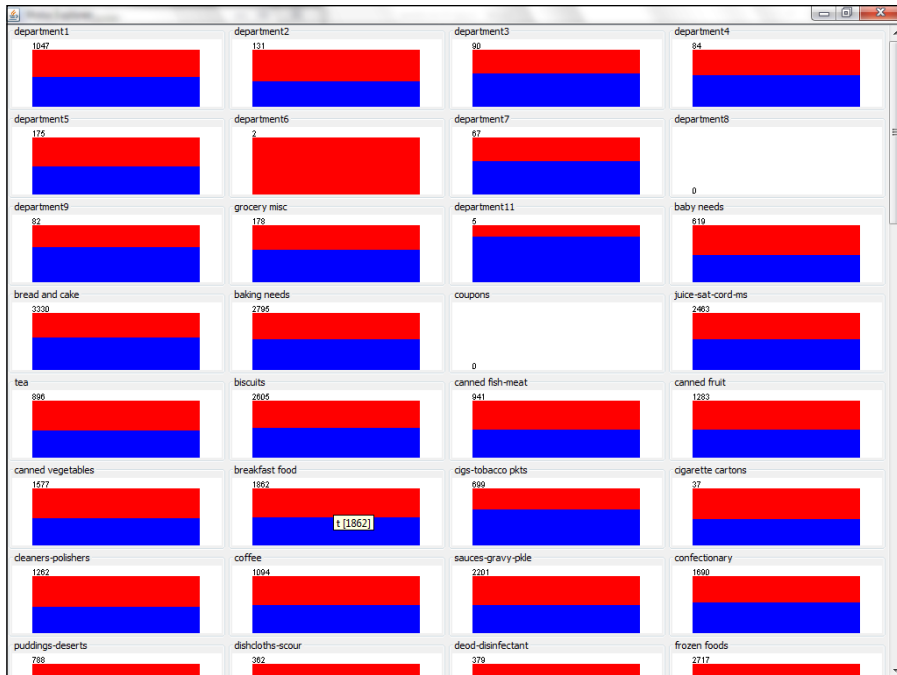 department1
department2
department3
department4
1047
131
90
84
department5
department6
department7
department8
175
2
67
0
department9
grocery misc
department11
baby needs
82
178
5
619
bread and cake
baking needs
coupons
juice-sat-cord-ms
3330
2795
0
2463
tea
biscuits
canned fish-meat
canned fruit
896
2605
941
1283
canned vegetables
breakfast food
cigs-tobacco pkts
cigarette cartons
1577
1862
699
37
t [1862]
cleaners-polishers
coffee
sauces-gravy-pkle
confectionary
1262
1094
2201
1690
puddings-deserts
dishcloths-scour
deod-disinfectant
frozen foods
788
362
379
2717